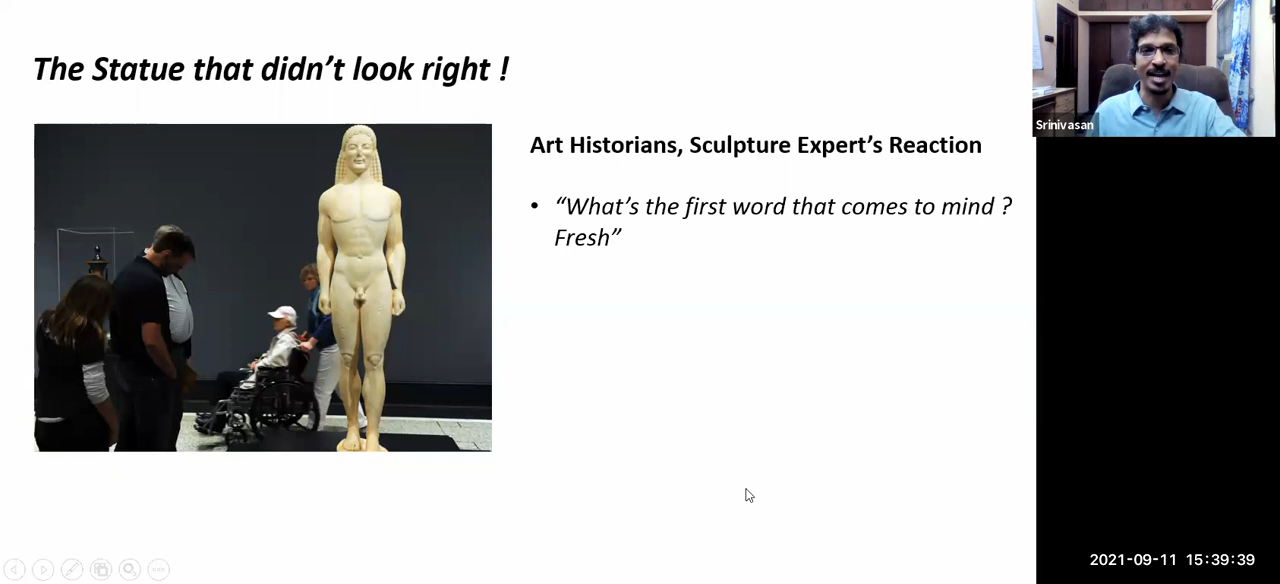 The Statue that didn’t look right !
Art Historians, Sculpture Expert’s Reaction
• “What’s the first word that comes to mind ?
Fresh”
Srinivasan
2021-09-11 15:39:39